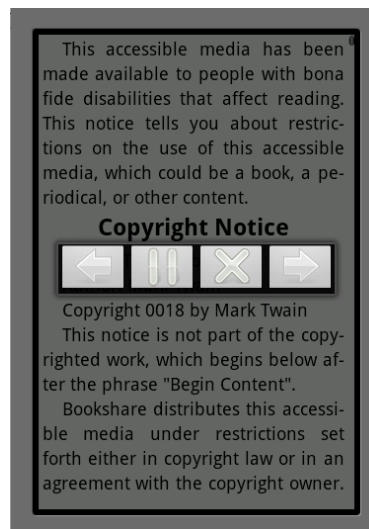 This accessible media has been
made available to people with bona
fide disabilities that affect reading.
This notice tells you about restric-
tions on the use of this accessible
media, which could be a book, a pe-
riodical, or other content.
Copyright Notice
Copyright 0018 by Mark Twain
This notice is not part of the copy-
righted work, which begins below af-
ter the phrase "Begin Content".
Bookshare distributes this accessi-
ble media under restrictions set
forth either in copyright law or in an
agreement with the copyright owner.